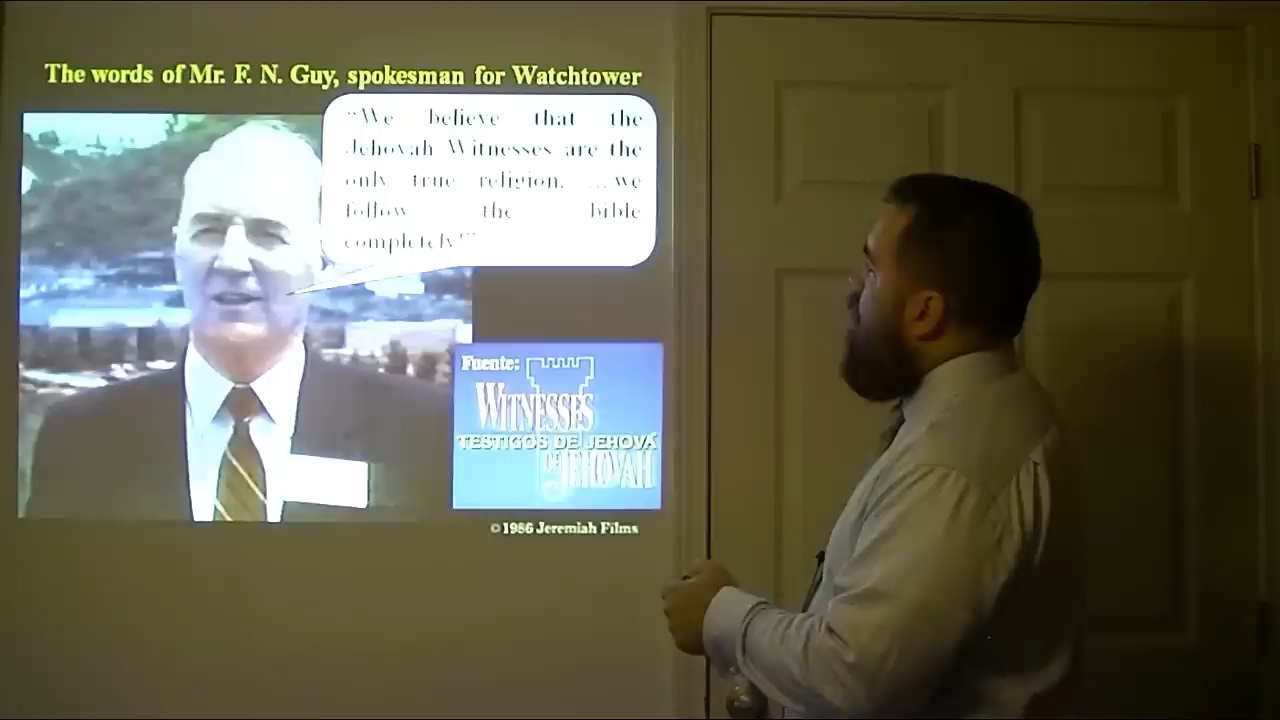 The words of Mr. F. N. Guy, spokesman for Watchtower
"We believe that the
Jehovah Witnesses are the
only true religion. ...we
follow the bible
completely!"
Fuente:
WITNESSES
TESTIGOS DE JEHOVÁ
OF JEHOVAH
©1986 Jeremiah Films